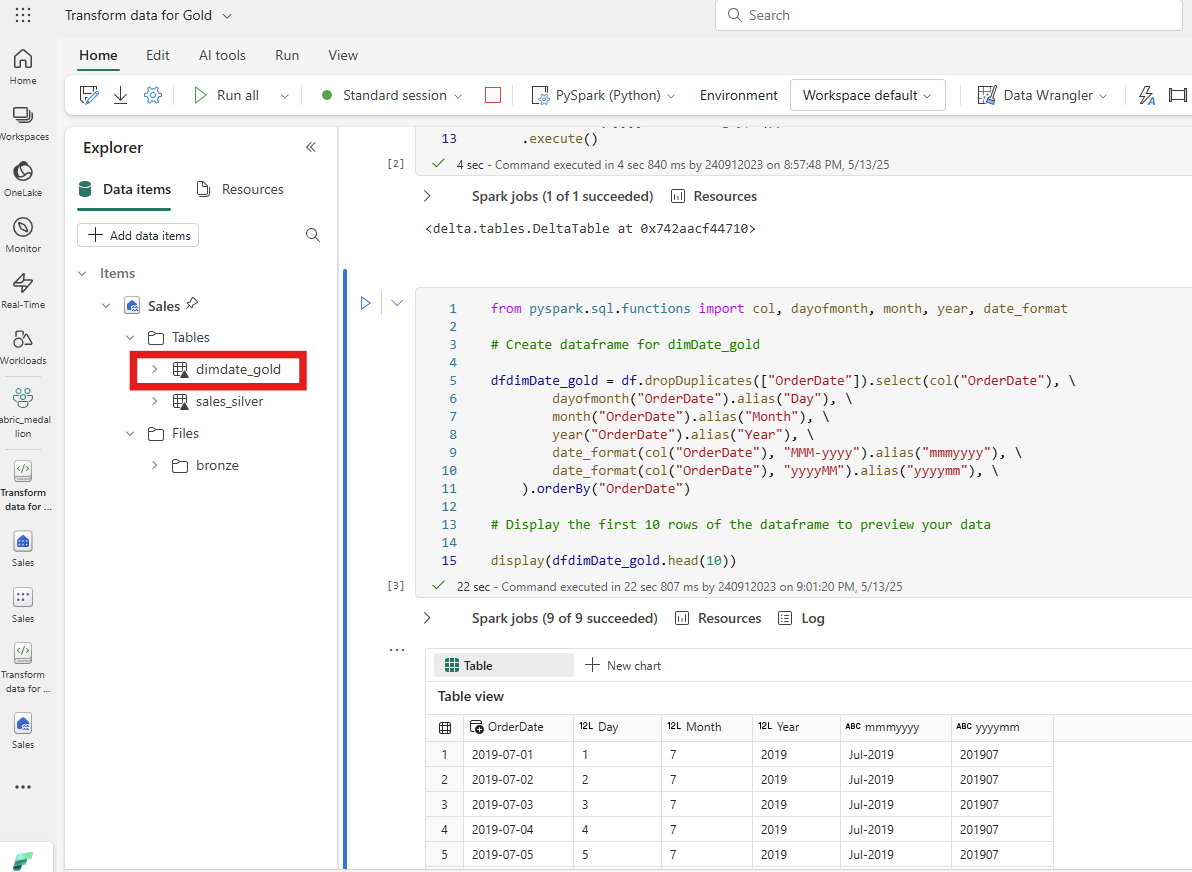 Transform data for Gold
Search
Home
Edit
AI tools
Run
View
Run all
Standard session
PySpark (Python)
Environment
Workspace default
Data Wrangler
Home
Workspaces
OneLake
Monitor
Real-Time
Workloads
abric_medal
lion
Transform
data for ...
Sales
Sales
Transform
data for ...
Sales
Explorer
Data items
Resources
Add data items
Items
Sales
Tables
dimdate_gold
sales_silver
Files
bronze
13 .execute()
[2]
4 sec - Command executed in 4 sec 840 ms by 240912023 on 8:57:48 PM, 5/13/25
Spark jobs (1 of 1 succeeded) Resources
<delta.tables.DeltaTable at 0x742aacf44710>
1 from pyspark.sql.functions import col, dayofmonth, month, year, date_format
2
3 # Create dataframe for dimDate_gold
4
5 dfdimDate_gold = df.dropDuplicates(["OrderDate"]).select(col("OrderDate"), \
6 dayofmonth("OrderDate").alias("Day"), \
7 month("OrderDate").alias("Month"), \
8 year("OrderDate").alias("Year"), \
9 date_format(col("OrderDate"), "MMM-yyyy").alias("mmmyyyy"), \
10 date_format(col("OrderDate"), "yyyyMM").alias("yyyymm"), \
11 ).orderBy("OrderDate")
12
13 # Display the first 10 rows of the dataframe to preview your data
14
15 display(dfdimDate_gold.head(10))
[3]
22 sec - Command executed in 22 sec 807 ms by 240912023 on 9:01:20 PM, 5/13/25
Spark jobs (9 of 9 succeeded) Resources Log
Table
New chart
Table view
OrderDate 12L Day 12L Month 12L Year ABC mmmyyyy ABC yyyymm
1 2019-07-01 1 7 2019 Jul-2019 201907
2 2019-07-02 2 7 2019 Jul-2019 201907
3 2019-07-03 3 7 2019 Jul-2019 201907
4 2019-07-04 4 7 2019 Jul-2019 201907
5 2019-07-05 5 7 2019 Jul-2019 201907